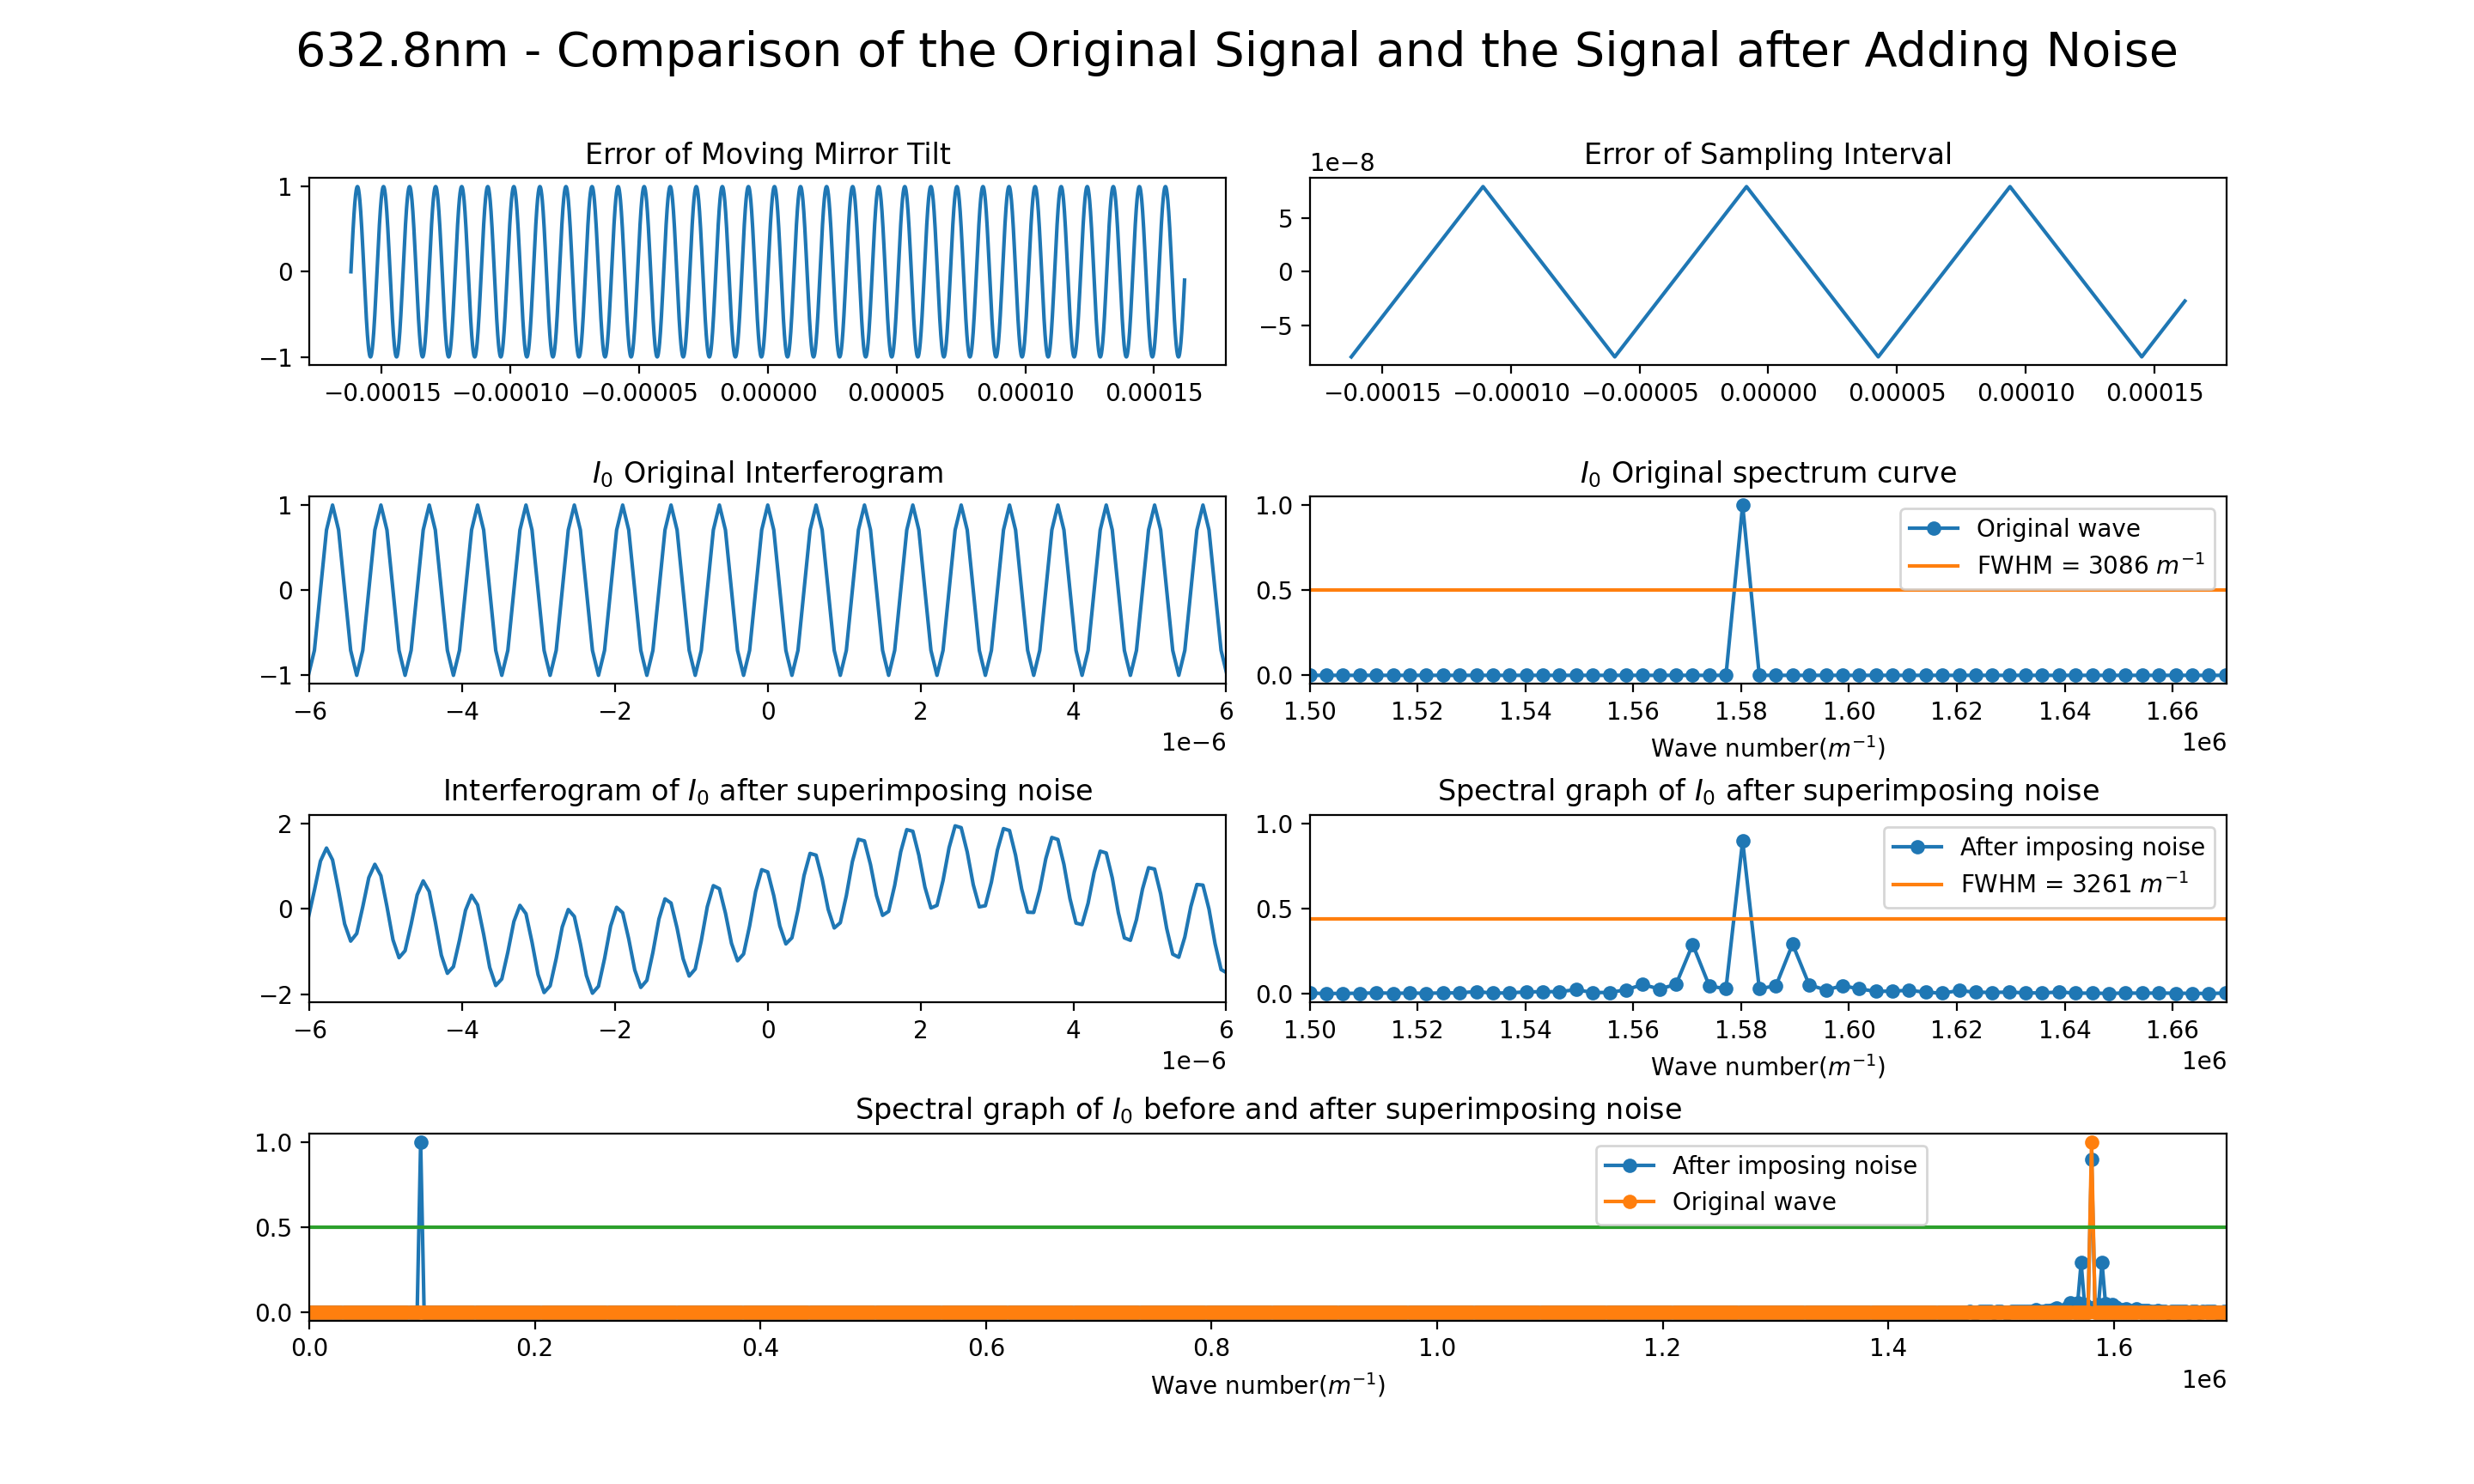 632.8nm - Comparison of the Original Signal and the Signal after Adding Noise
Error of Moving Mirror Tilt
1
0
−1
−0.00015 −0.00010 −0.00005 0.00000 0.00005 0.00010 0.00015
Error of Sampling Interval
1e−8
5
0
−5
−0.00015 −0.00010 −0.00005 0.00000 0.00005 0.00010 0.00015
I₀ Original Interferogram
1
0
−1
−6 −4 −2 0 2 4 6
1e−6
I₀ Original spectrum curve
1.0
0.5
0.0
Original wave
FWHM = 3086 m⁻¹
1.50 1.52 1.54 1.56 1.58 1.60 1.62 1.64 1.66
Wave number(m⁻¹)
1e6
Interferogram of I₀ after superimposing noise
2
0
−2
−6 −4 −2 0 2 4 6
1e−6
Spectral graph of I₀ after superimposing noise
1.0
0.5
0.0
After imposing noise
FWHM = 3261 m⁻¹
1.50 1.52 1.54 1.56 1.58 1.60 1.62 1.64 1.66
Wave number(m⁻¹)
1e6
Spectral graph of I₀ before and after superimposing noise
1.0
0.5
0.0
After imposing noise
Original wave
0.0 0.2 0.4 0.6 0.8 1.0 1.2 1.4 1.6
Wave number(m⁻¹)
1e6